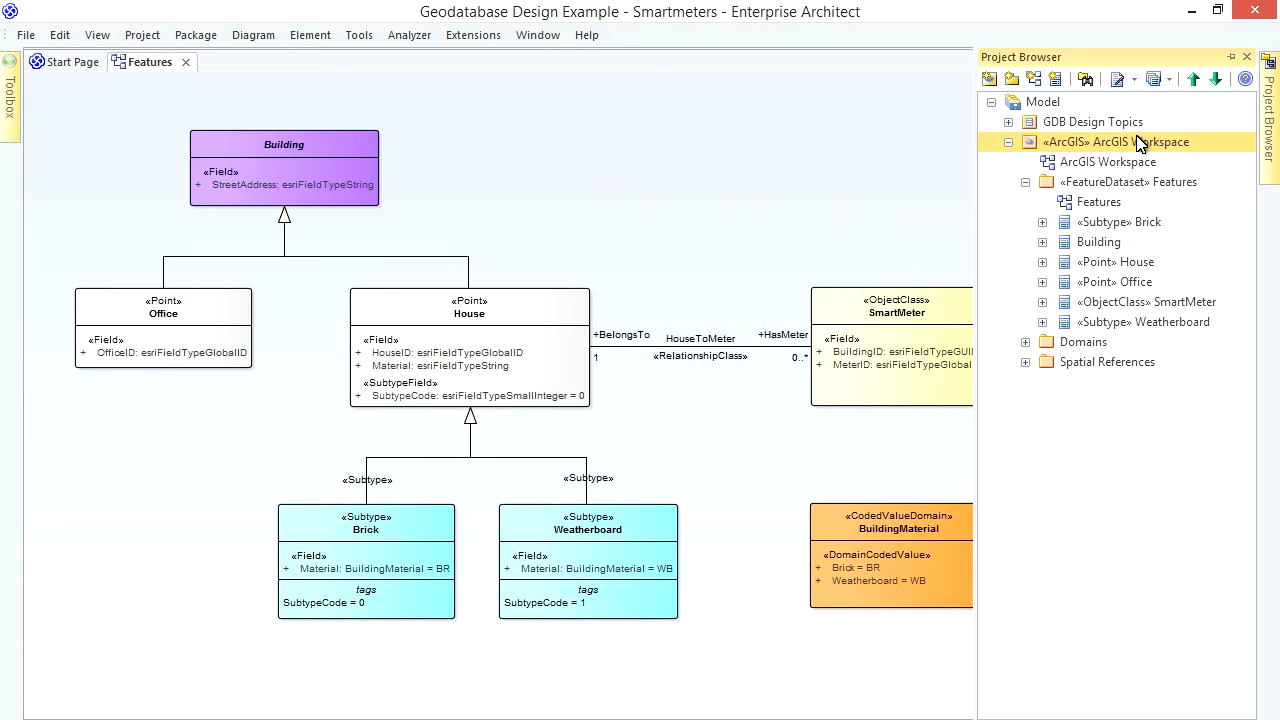 Geodatabase Design Example - Smartmeters - Enterprise Architect
File Edit View Project Package Diagram Element Tools Analyzer Extensions Window Help
Toolbox
Start Page
Features
Building
«Field»
+ StreetAddress: esriFieldTypeString
«Point»
Office
«Field»
+ OfficeID: esriFieldTypeGlobalID
«Point»
House
«Field»
+ HouseID: esriFieldTypeGlobalID
+ Material: esriFieldTypeString
«SubtypeField»
+ SubtypeCode: esriFieldTypeSmallInteger = 0
+BelongsTo
HouseToMeter
+HasMeter
1
«RelationshipClass»
0..*
«ObjectClass»
SmartMeter
«Field»
+ BuildingID: esriFieldTypeGUI
+ MeterID: esriFieldTypeGlobal
«Subtype»
«Subtype»
«Subtype»
Brick
«Field»
+ Material: BuildingMaterial = BR
tags
SubtypeCode = 0
«Subtype»
Weatherboard
«Field»
+ Material: BuildingMaterial = WB
tags
SubtypeCode = 1
«CodedValueDomain»
BuildingMaterial
«DomainCodedValue»
+ Brick = BR
+ Weatherboard = WB
Project Browser
Model
GDB Design Topics
«ArcGIS» ArcGIS Workspace
ArcGIS Workspace
«FeatureDataset» Features
Features
«Subtype» Brick
Building
«Point» House
«Point» Office
«ObjectClass» SmartMeter
«Subtype» Weatherboard
Domains
Spatial References
Project Browser